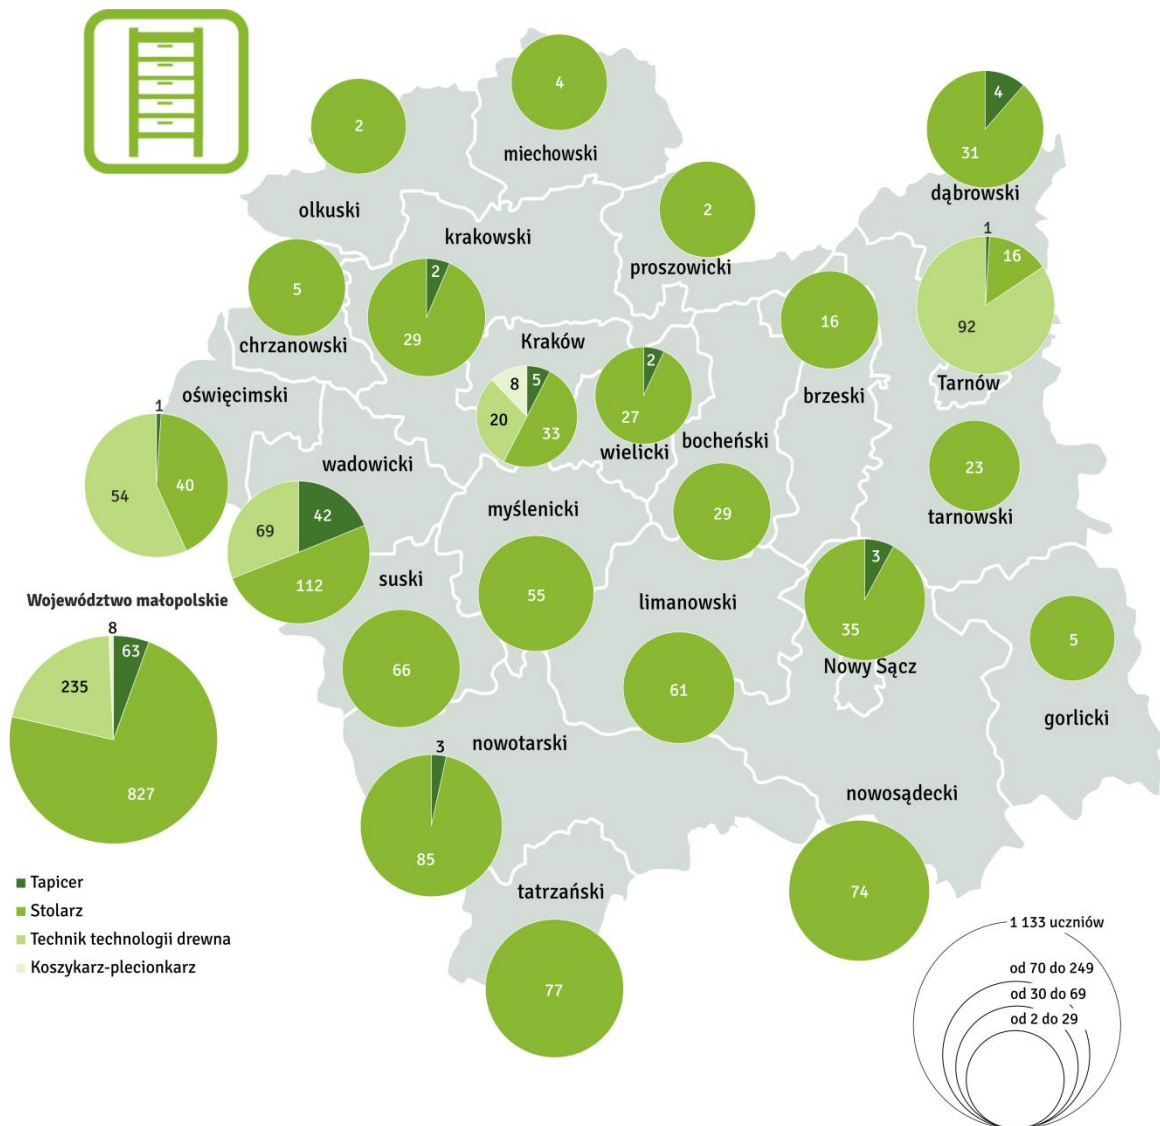 4
miechowski
2
olkuski
4
31
dąbrowski
krakowski
2
proszowicki
1
16
92
Tarnów
5
chrzanowski
2
29
Kraków
8
5
20
33
2
27
wielicki
16
brzeski
bocheński
29
23
tarnowski
oświęcimski
1
54
40
wadowicki
69
42
112
myślenicki
55
suski
66
limanowski
61
3
35
Nowy Sącz
5
gorlicki
Województwo małopolskie
8
63
235
827
nowotarski
3
85
nowosądecki
74
tatrzański
77
Tapicer
Stolarz
Technik technologii drewna
Koszykarz-plecionkarz
1 133 uczniów
od 70 do 249
od 30 do 69
od 2 do 29